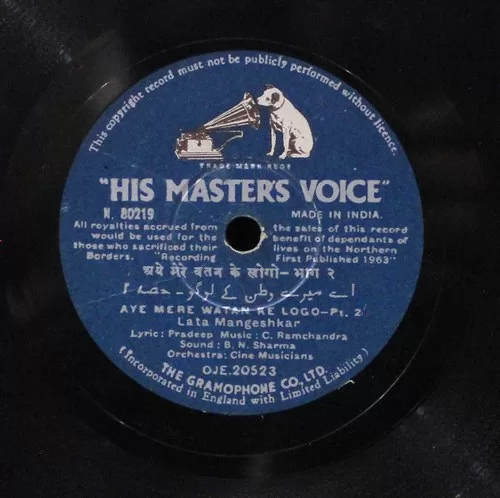 This copyright record must not be publicly performed without licence.
TRADE MARK REGD
"HIS MASTER'S VOICE"
N. 80219 MADE IN INDIA.
All royalties accrued from the sales of this record
would be used for the benefit of dependants of
those who sacrificed their lives on the Northern
Borders. "Recording First Published 1963"
अये मेरे वतन के लोगो–भाग २
اے میرے وطن کے لوگو۔ حصہ ۲
AYE MERE WATAN KE LOGO–Pt. 2
Lata Mangeshkar
Lyric: Pradeep Music: C. Ramchandra
Sound: B. N. Sharma
Orchestra: Cine Musicians
OJE.20523
THE GRAMOPHONE CO., LTD.
(Incorporated in England with Limited Liability)